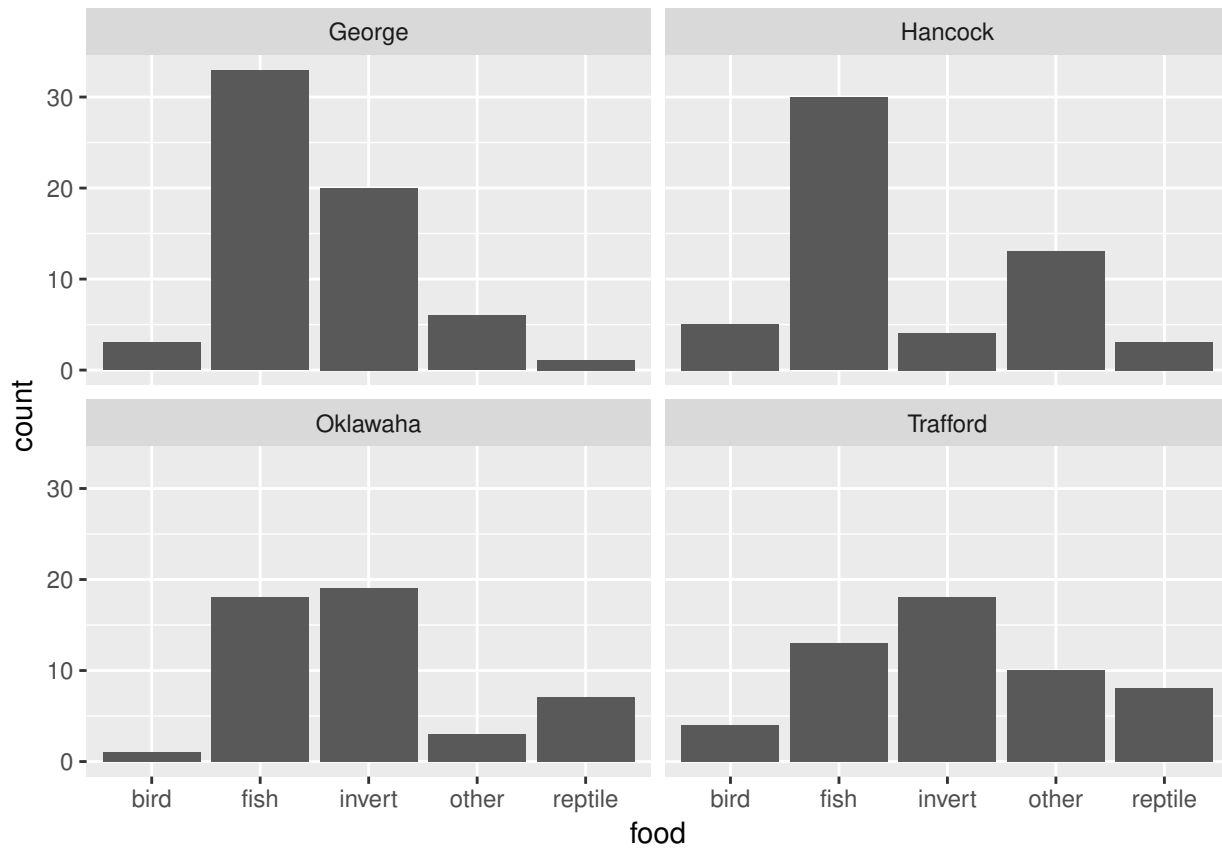 George
Hancock
30
20
10
0
count
Oklawaha
Trafford
30
20
10
0
bird fish invert other reptile
bird fish invert other reptile
food